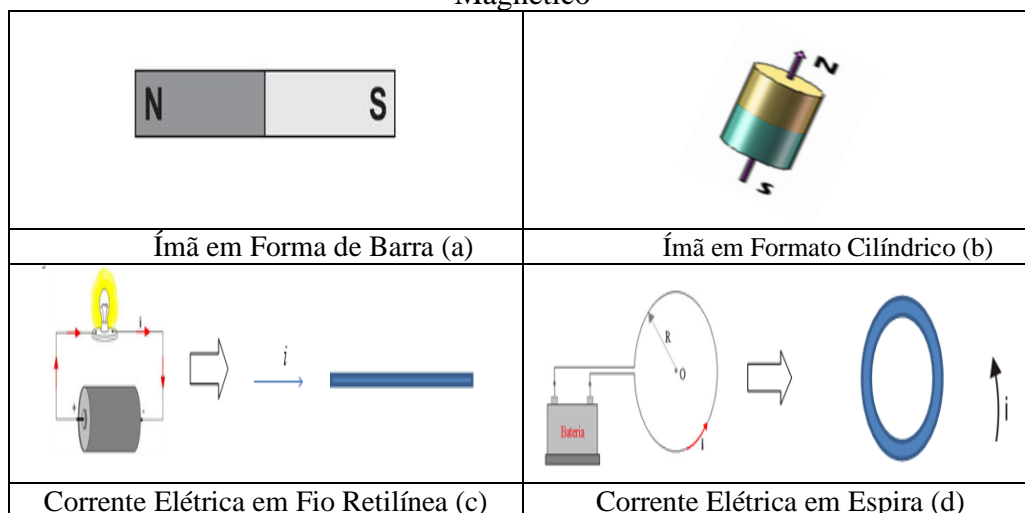 Magnético
N S
N
S
Ímã em Forma de Barra (a)
Ímã em Formato Cilíndrico (b)
i
+ -
i
R
O
Bateria
i
i
Corrente Elétrica em Fio Retilínea (c)
Corrente Elétrica em Espira (d)